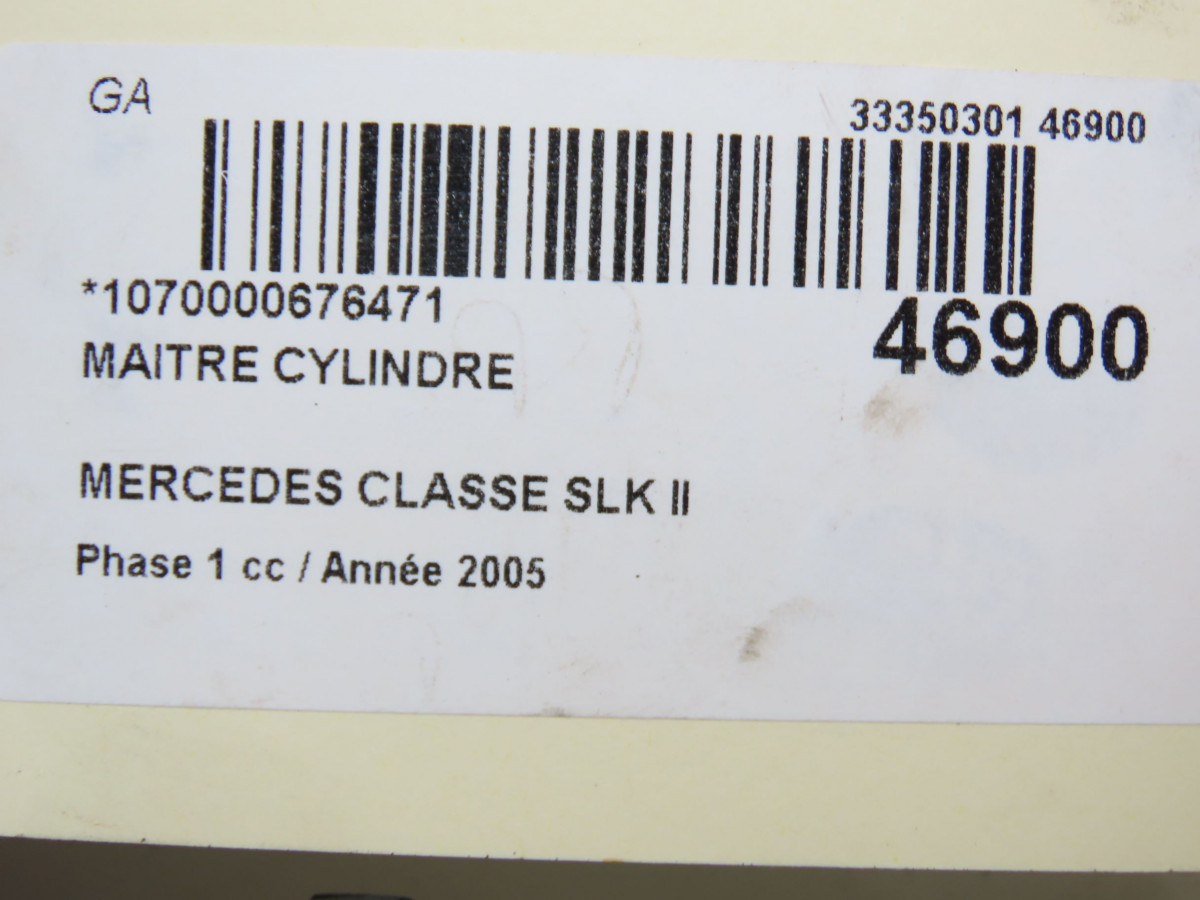 GA
33350301 46900
*1070000676471
46900
MAITRE CYLINDRE
MERCEDES CLASSE SLK II
Phase 1 cc / Année 2005